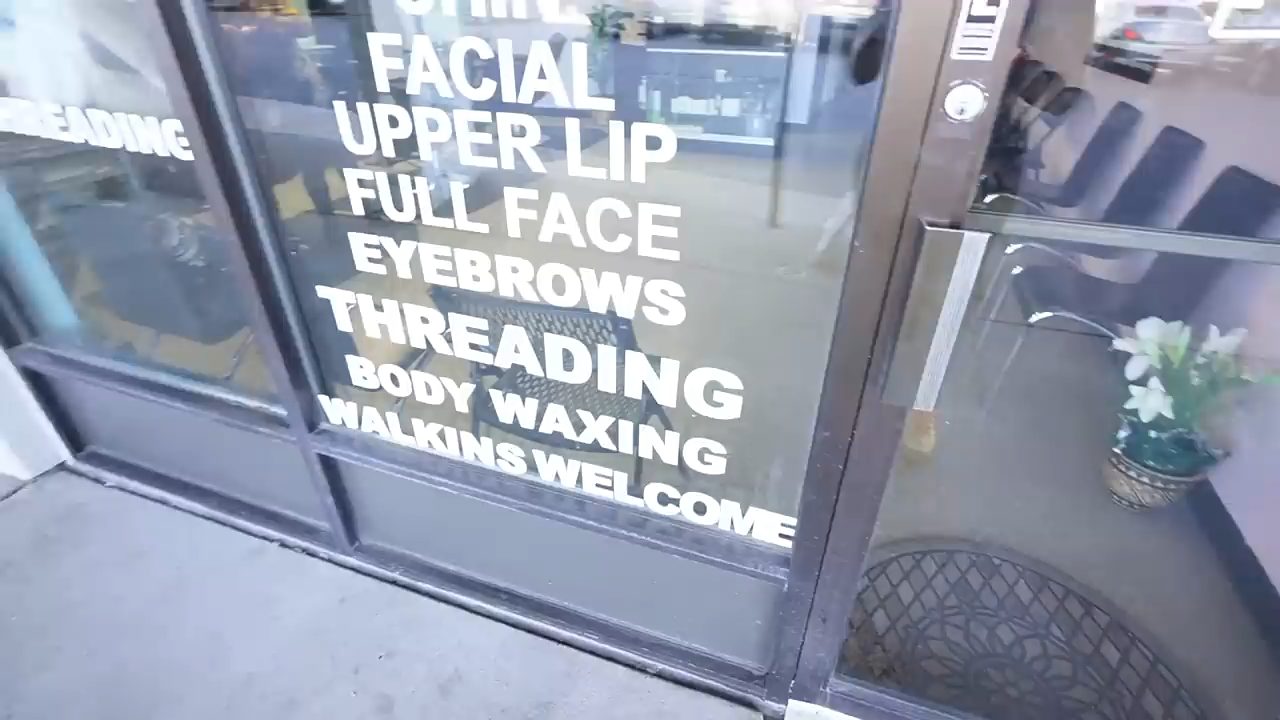 FACIAL
UPPER LIP
FULL FACE
EYEBROWS
THREADING
BODY WAXING
WALKINS WELCOME
THREADING